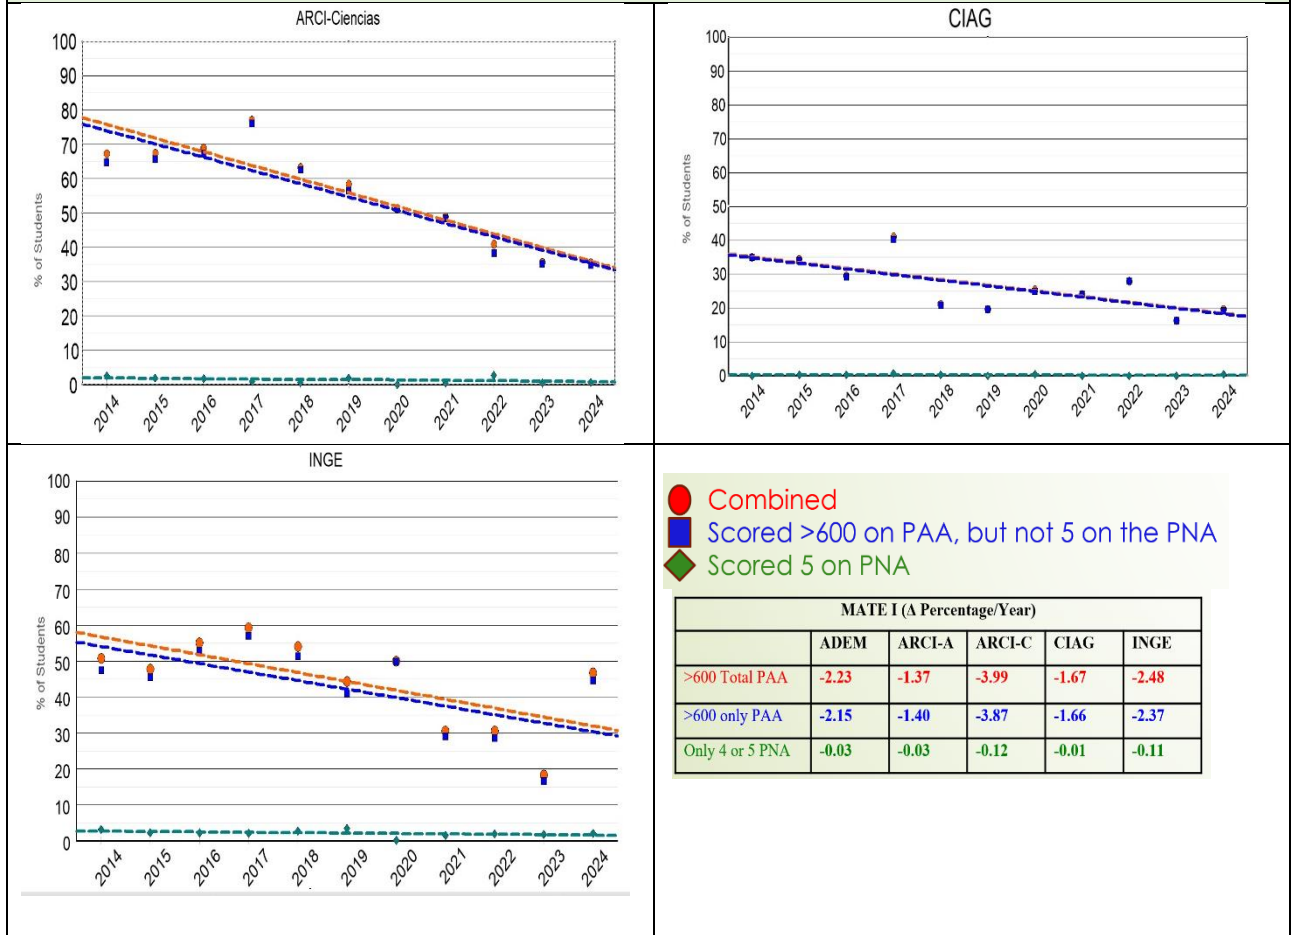 ARCI-Ciencias
100
90
80
70
60
50
40
30
20
10
0
% of Students
2014 2015 2016 2017 2018 2019 2020 2021 2022 2023 2024
CIAG
100
90
80
70
60
50
40
30
20
10
0
% of Students
2014 2015 2016 2017 2018 2019 2020 2021 2022 2023 2024
INGE
100
90
80
70
60
50
40
30
20
10
0
% of Students
2014 2015 2016 2017 2018 2019 2020 2021 2022 2023 2024
Combined
Scored >600 on PAA, but not 5 on the PNA
Scored 5 on PNA
MATE I (Δ Percentage/Year)
ADEM ARCI-A ARCI-C CIAG INGE
>600 Total PAA -2.23 -1.37 -3.99 -1.67 -2.48
>600 only PAA -2.15 -1.40 -3.87 -1.66 -2.37
Only 4 or 5 PNA -0.03 -0.03 -0.12 -0.01 -0.11